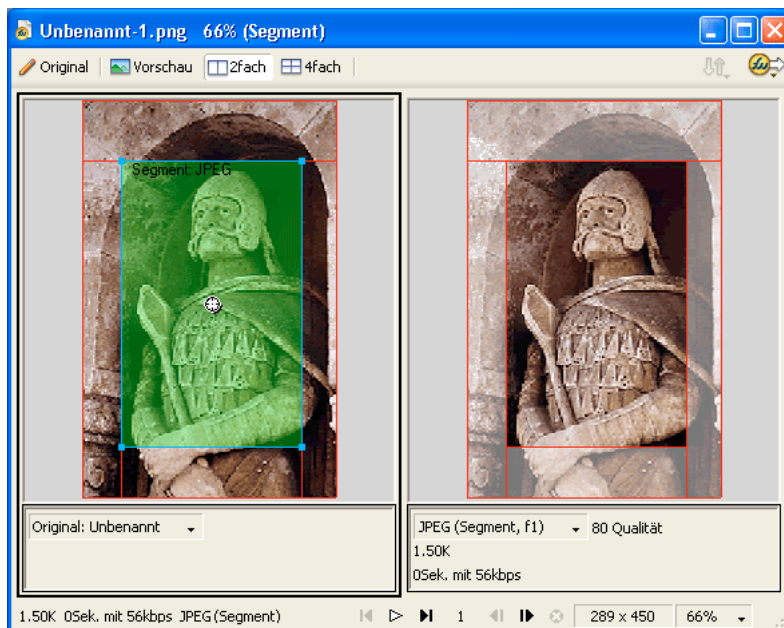 Unbenannt-1.png 66% (Segment)
Original Vorschau 2fach 4fach
Segment: JPEG
Original: Unbenannt
JPEG (Segment, f1) 80 Qualität
1.50K
0Sek. mit 56kbps
1.50K 0Sek. mit 56kbps JPEG (Segment) 1 289 x 450 66%